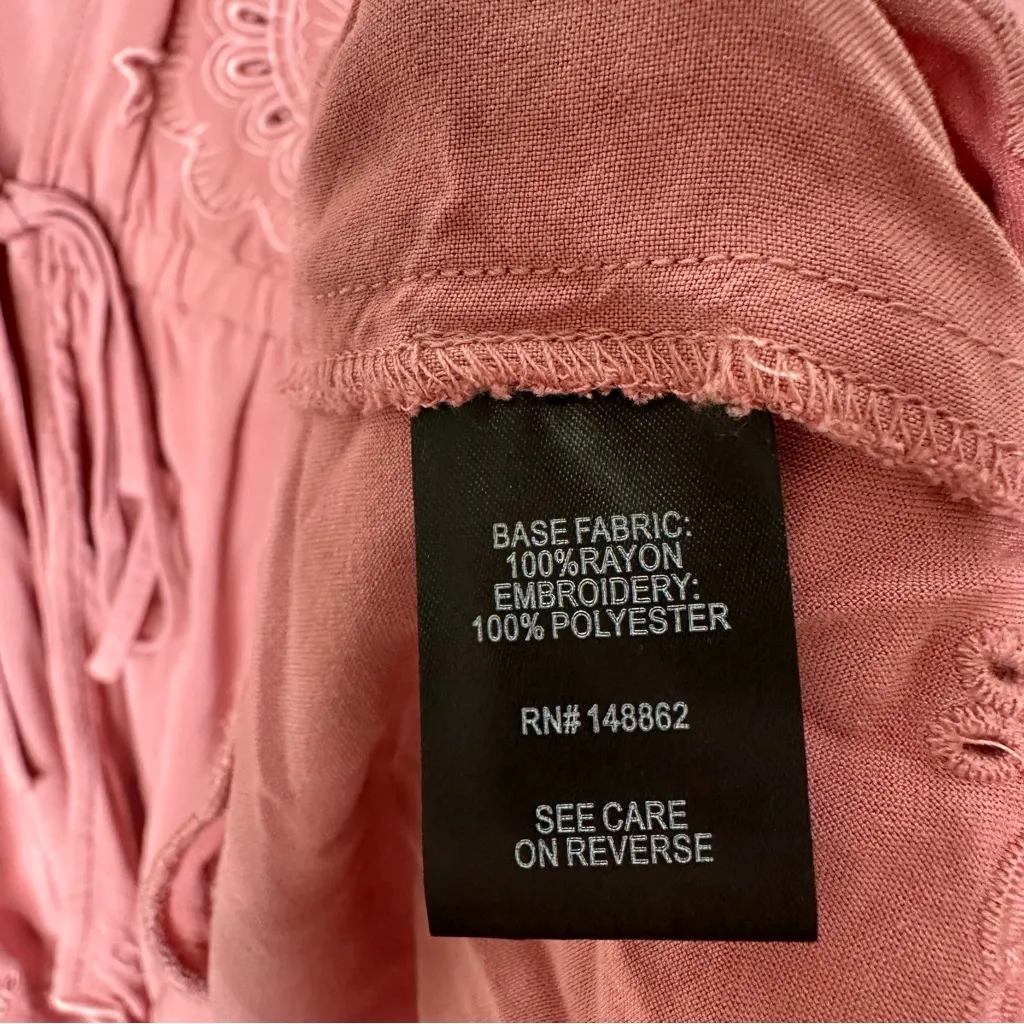 BASE FABRIC:
100%RAYON
EMBROIDERY:
100% POLYESTER
RN# 148862
SEE CARE
ON REVERSE